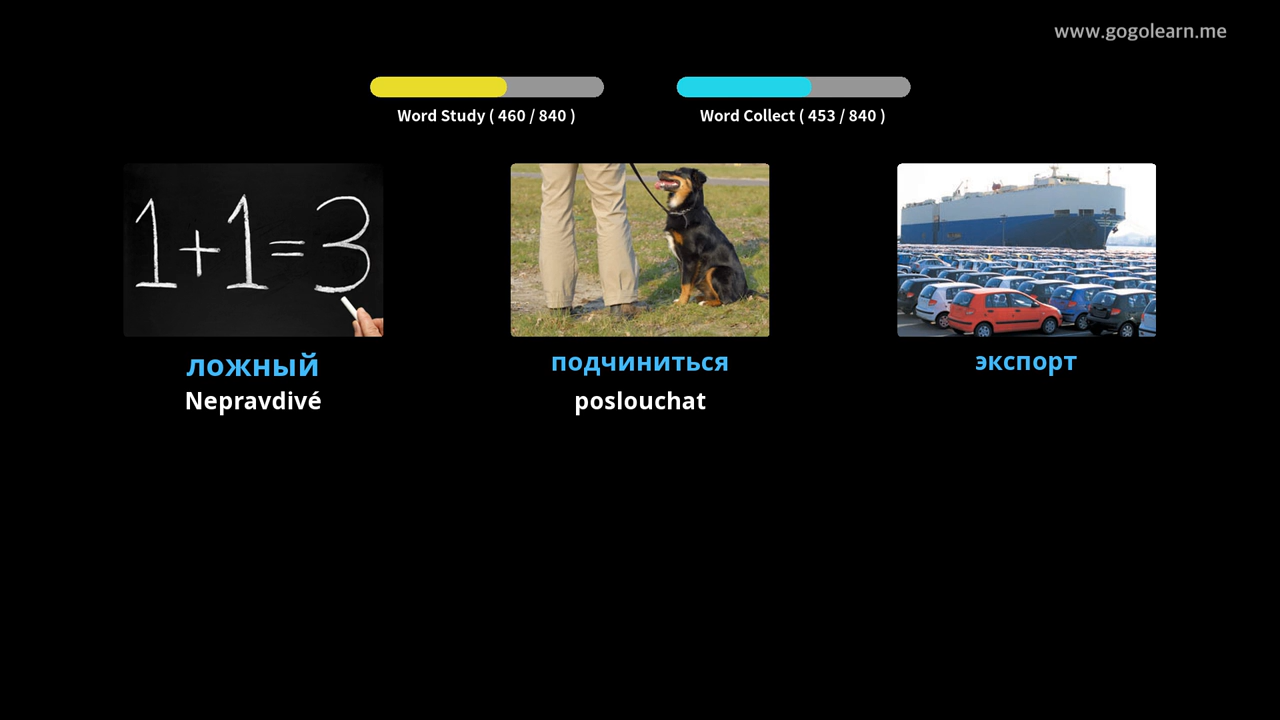 www.gogolearn.me
Word Study ( 460 / 840 )
Word Collect ( 453 / 840 )
1+1=3
ложный
Nepravdivé
подчиниться
poslouchat
экспорт